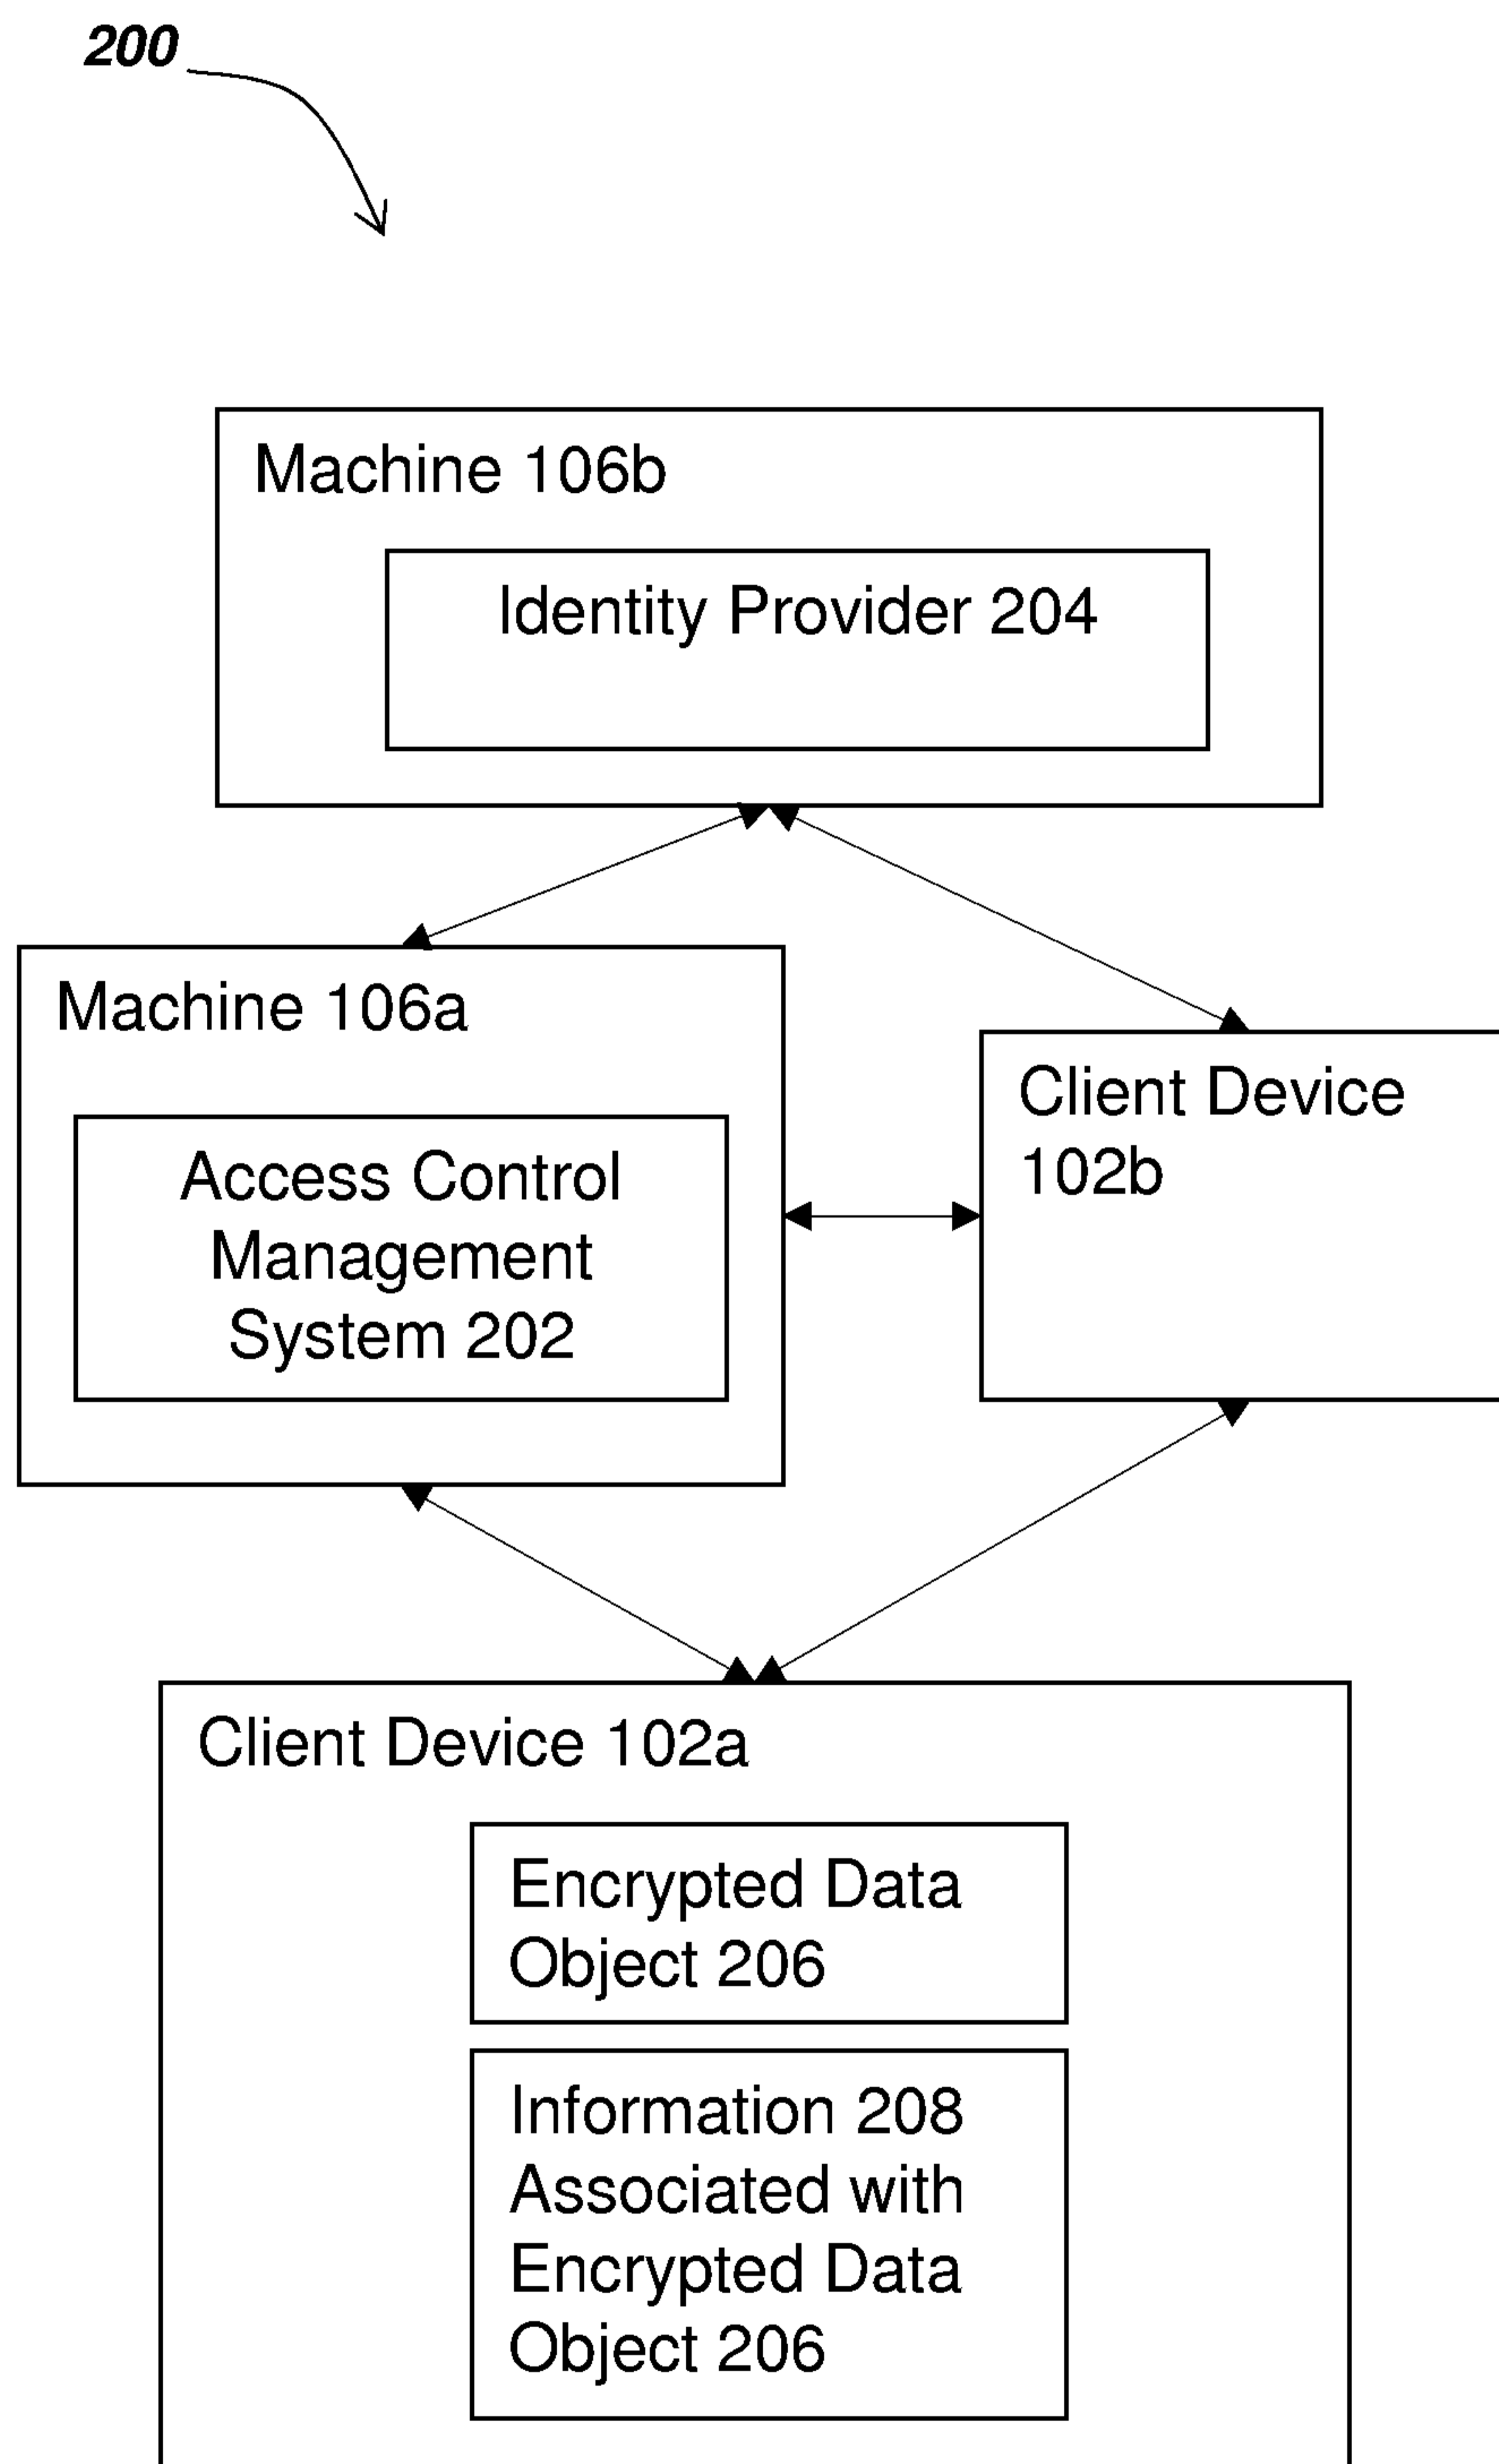 200
Machine 106b
Identity Provider 204
Machine 106a
Access Control
Management
System 202
Client Device
102b
Client Device 102a
Encrypted Data
Object 206
Information 208
Associated with
Encrypted Data
Object 206